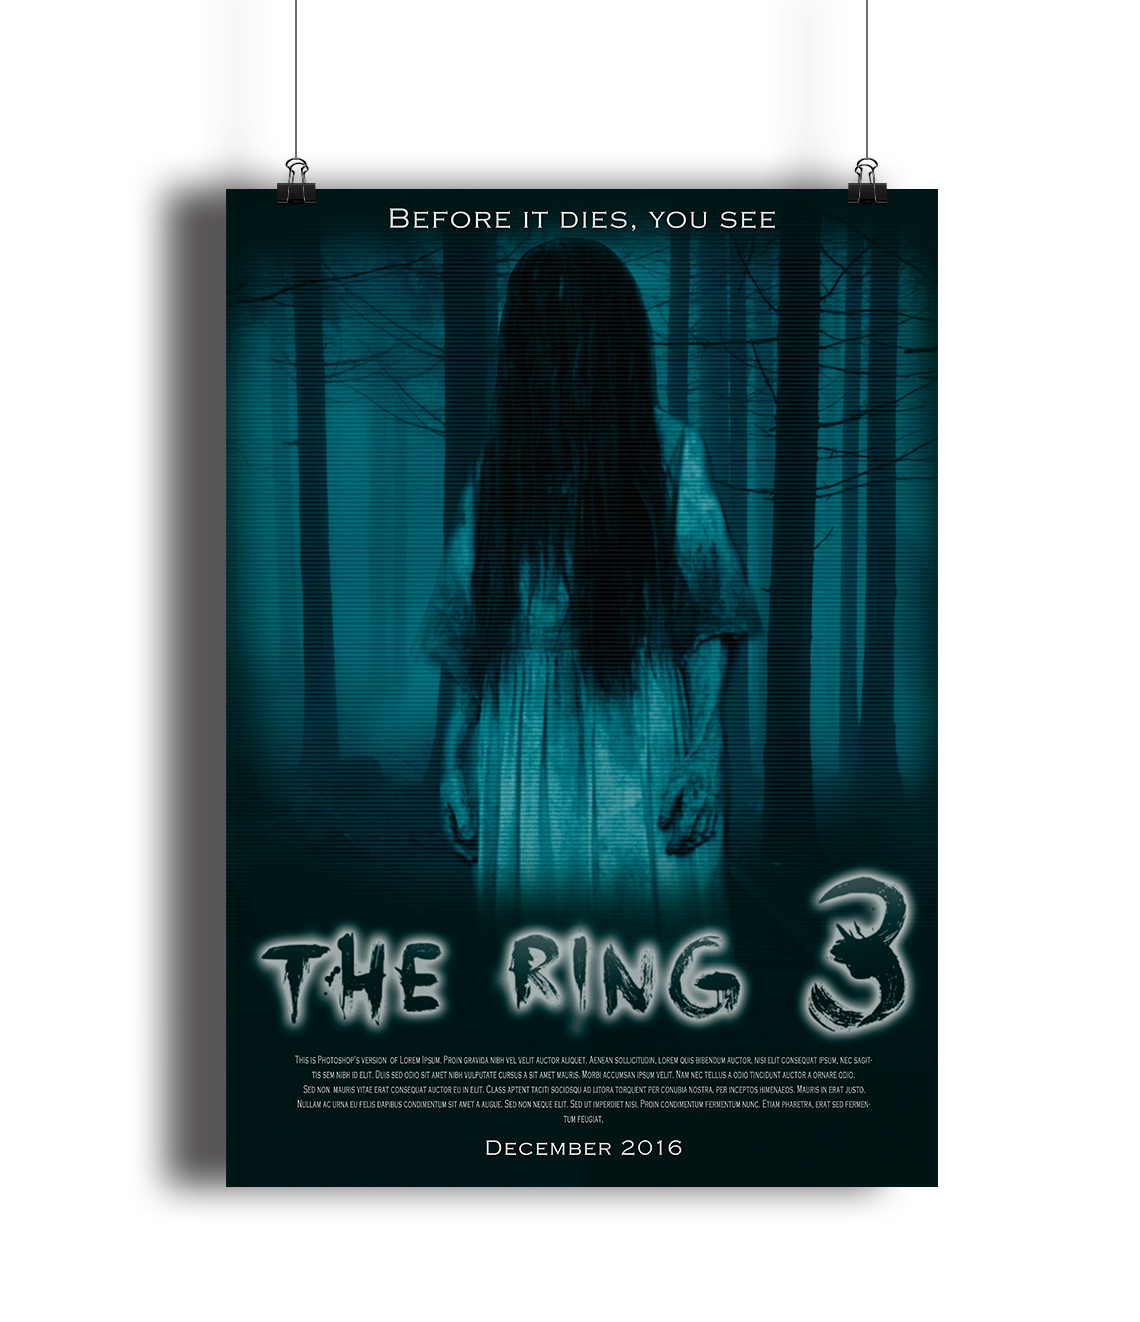 Before it dies, you see
THE RING 3
This is Photoshop's version of Lorem Ipsum. Proin gravida nibh vel velit auctor aliquet. Aenean sollicitudin, lorem quis bibendum auctor, nisi elit consequat ipsum, nec sagit-
tis sem nibh id elit. Duis sed odio sit amet nibh vulputate cursus a sit amet mauris. Morbi accumsan ipsum velit. Nam nec tellus a odio tincidunt auctor a ornare odio.
Sed non mauris vitae erat consequat auctor eu in elit. Class aptent taciti sociosqu ad litora torquent per conubia nostra, per inceptos himenaeos. Mauris in erat justo.
Nullam ac urna eu felis dapibus condimentum sit amet a augue. Sed non neque elit. Sed ut imperdiet nisi. Proin condimentum fermentum nunc. Etiam pharetra, erat sed fermen-
tum feugiat.
December 2016